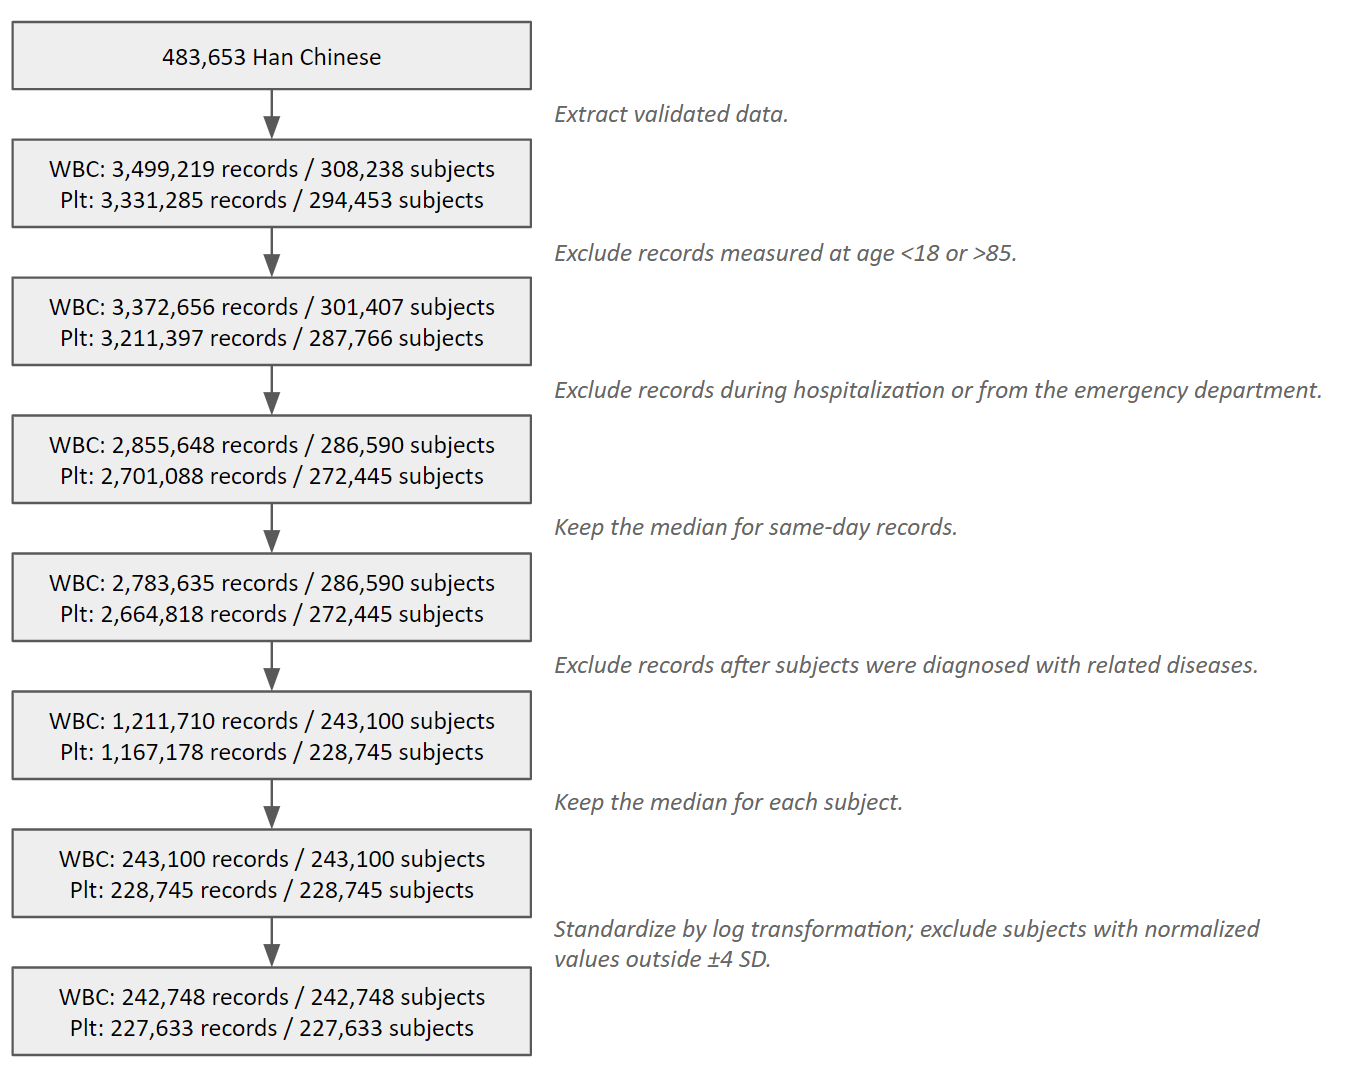 483,653 Han Chinese
Extract validated data.
WBC: 3,499,219 records / 308,238 subjects
Plt: 3,331,285 records / 294,453 subjects
Exclude records measured at age <18 or >85.
WBC: 3,372,656 records / 301,407 subjects
Plt: 3,211,397 records / 287,766 subjects
Exclude records during hospitalization or from the emergency department.
WBC: 2,855,648 records / 286,590 subjects
Plt: 2,701,088 records / 272,445 subjects
Keep the median for same-day records.
WBC: 2,783,635 records / 286,590 subjects
Plt: 2,664,818 records / 272,445 subjects
Exclude records after subjects were diagnosed with related diseases.
WBC: 1,211,710 records / 243,100 subjects
Plt: 1,167,178 records / 228,745 subjects
Keep the median for each subject.
WBC: 243,100 records / 243,100 subjects
Plt: 228,745 records / 228,745 subjects
Standardize by log transformation; exclude subjects with normalized
values outside ±4 SD.
WBC: 242,748 records / 242,748 subjects
Plt: 227,633 records / 227,633 subjects